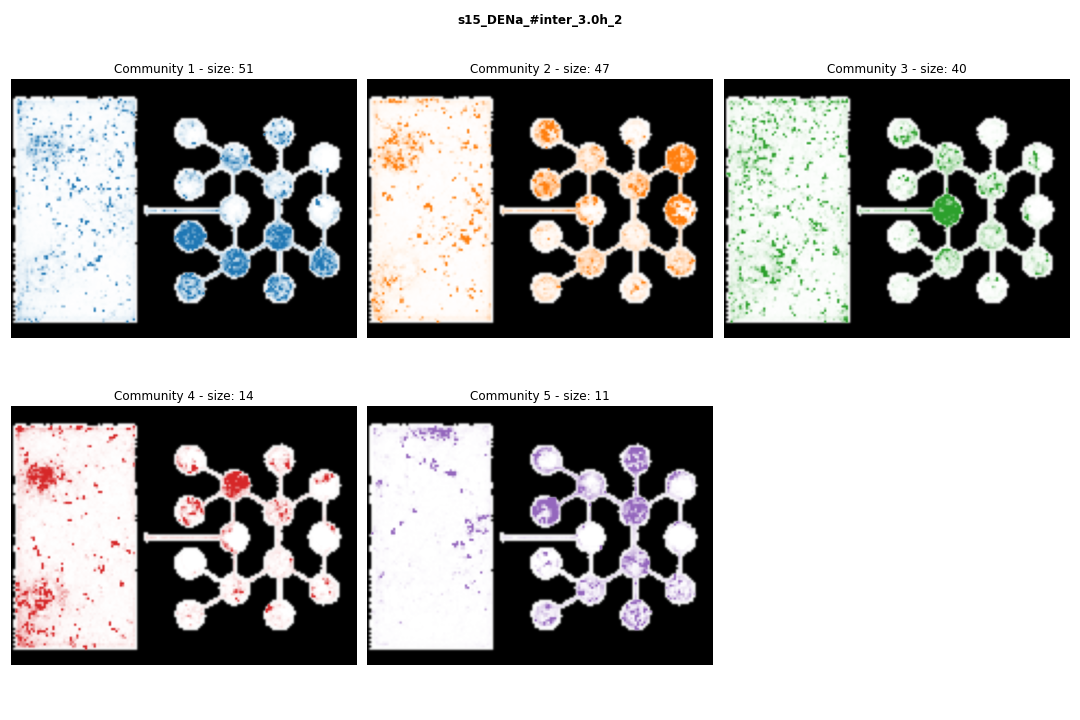 s15_DENa_#inter_3.0h_2
Community 1 - size: 51
Community 2 - size: 47
Community 3 - size: 40
Community 4 - size: 14
Community 5 - size: 11